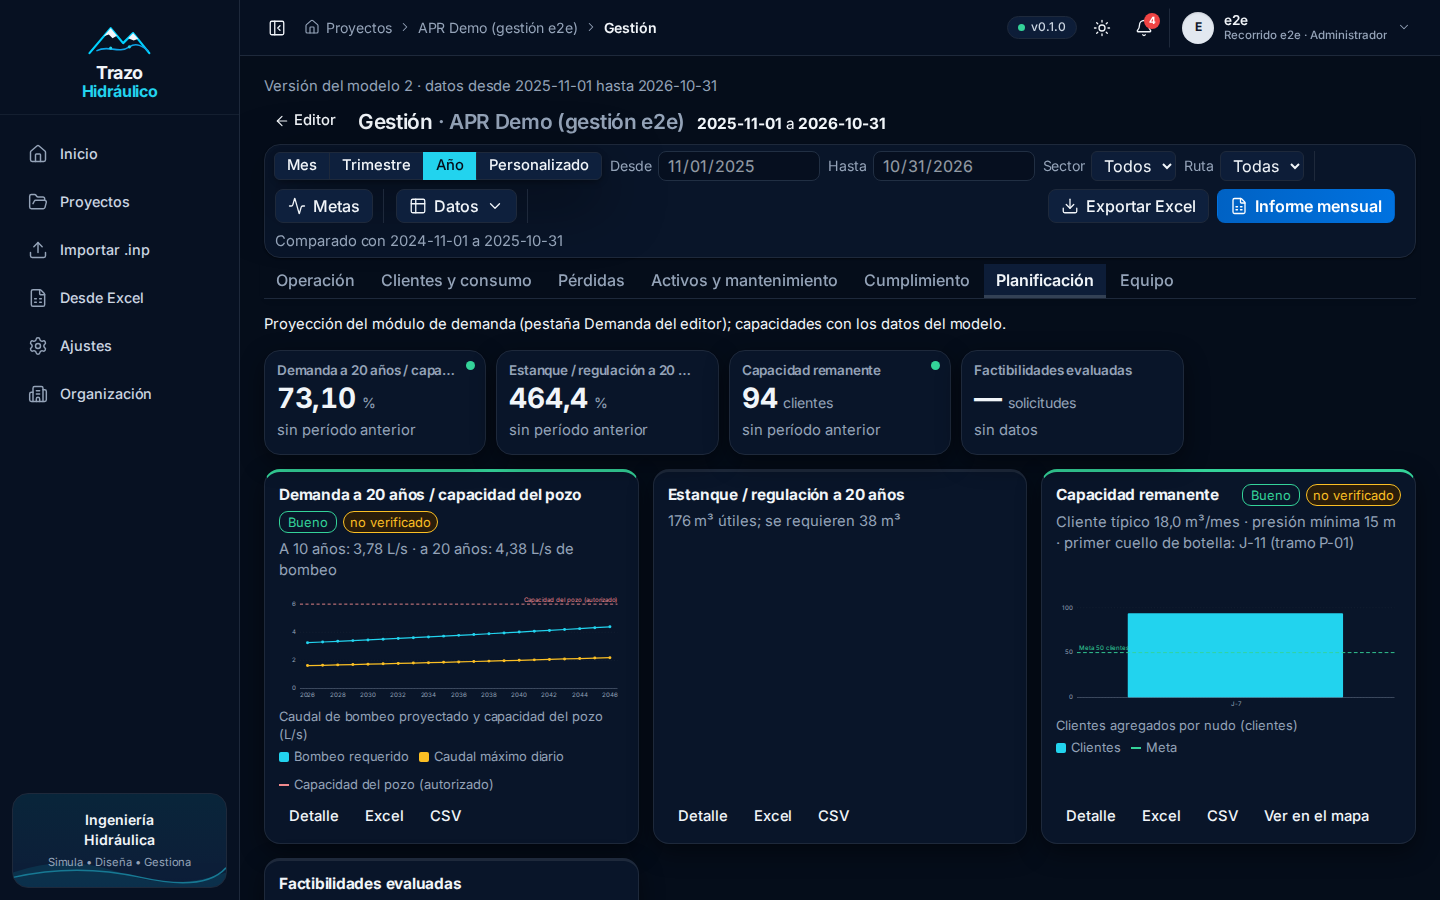 Trazo
Hidráulico
Inicio
Proyectos
Importar .inp
Desde Excel
Ajustes
Organización
Ingeniería
Hidráulica
Simula • Diseña • Gestiona
Proyectos > APR Demo (gestión e2e) > Gestión
v0.1.0
4
E
e2e
Recorrido e2e · Administrador
Versión del modelo 2 · datos desde 2025-11-01 hasta 2026-10-31
← Editor
Gestión · APR Demo (gestión e2e) 2025-11-01 a 2026-10-31
Mes Trimestre Año Personalizado Desde 11/01/2025 Hasta 10/31/2026 Sector Todos Ruta Todas
Metas Datos Exportar Excel Informe mensual
Comparado con 2024-11-01 a 2025-10-31
Operación Clientes y consumo Pérdidas Activos y mantenimiento Cumplimiento Planificación Equipo
Proyección del módulo de demanda (pestaña Demanda del editor); capacidades con los datos del modelo.
Demanda a 20 años / capa...
73,10 %
sin período anterior
Estanque / regulación a 20 ...
464,4 %
sin período anterior
Capacidad remanente
94 clientes
sin período anterior
Factibilidades evaluadas
— solicitudes
sin datos
Demanda a 20 años / capacidad del pozo
Bueno no verificado
A 10 años: 3,78 L/s · a 20 años: 4,38 L/s de
bombeo
Capacidad del pozo (autorizado)
6
4
2
0
2026 2028 2030 2032 2034 2036 2038 2040 2042 2044 2046
Caudal de bombeo proyectado y capacidad del pozo
(L/s)
Bombeo requerido Caudal máximo diario
Capacidad del pozo (autorizado)
Detalle Excel CSV
Estanque / regulación a 20 años
176 m³ útiles; se requieren 38 m³
Detalle Excel CSV
Capacidad remanente Bueno no verificado
Cliente típico 18,0 m³/mes · presión mínima 15 m
· primer cuello de botella: J-11 (tramo P-01)
100
50
0
Meta 50 clientes
J-7
Clientes agregados por nudo (clientes)
Clientes Meta
Detalle Excel CSV Ver en el mapa
Factibilidades evaluadas